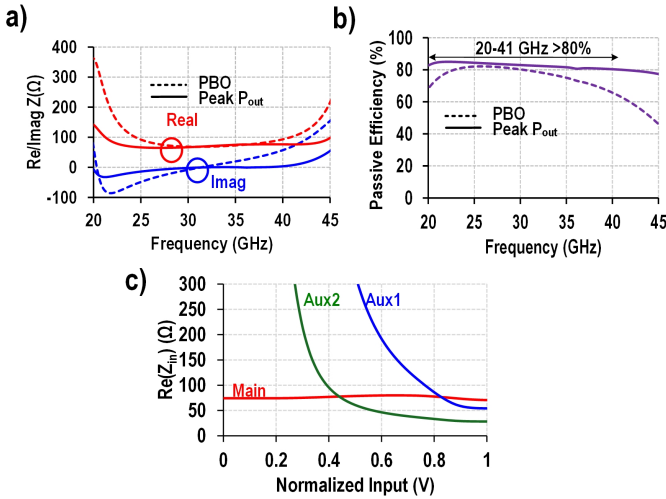 a)
Re/Imag Z(Ω)
400
300
200
100
0
-100
PBO
Peak Pout
Real
Imag
20 25 30 35 40 45
Frequency (GHz)
b)
Passive Efficiency (%)
100
80
60
40
20
0
20-41 GHz >80%
PBO
Peak Pout
20 25 30 35 40 45
Frequency (GHz)
c)
Re(Zin) (Ω)
300
250
200
150
100
50
0
Aux2
Aux1
Main
0 0.2 0.4 0.6 0.8 1
Normalized Input (V)